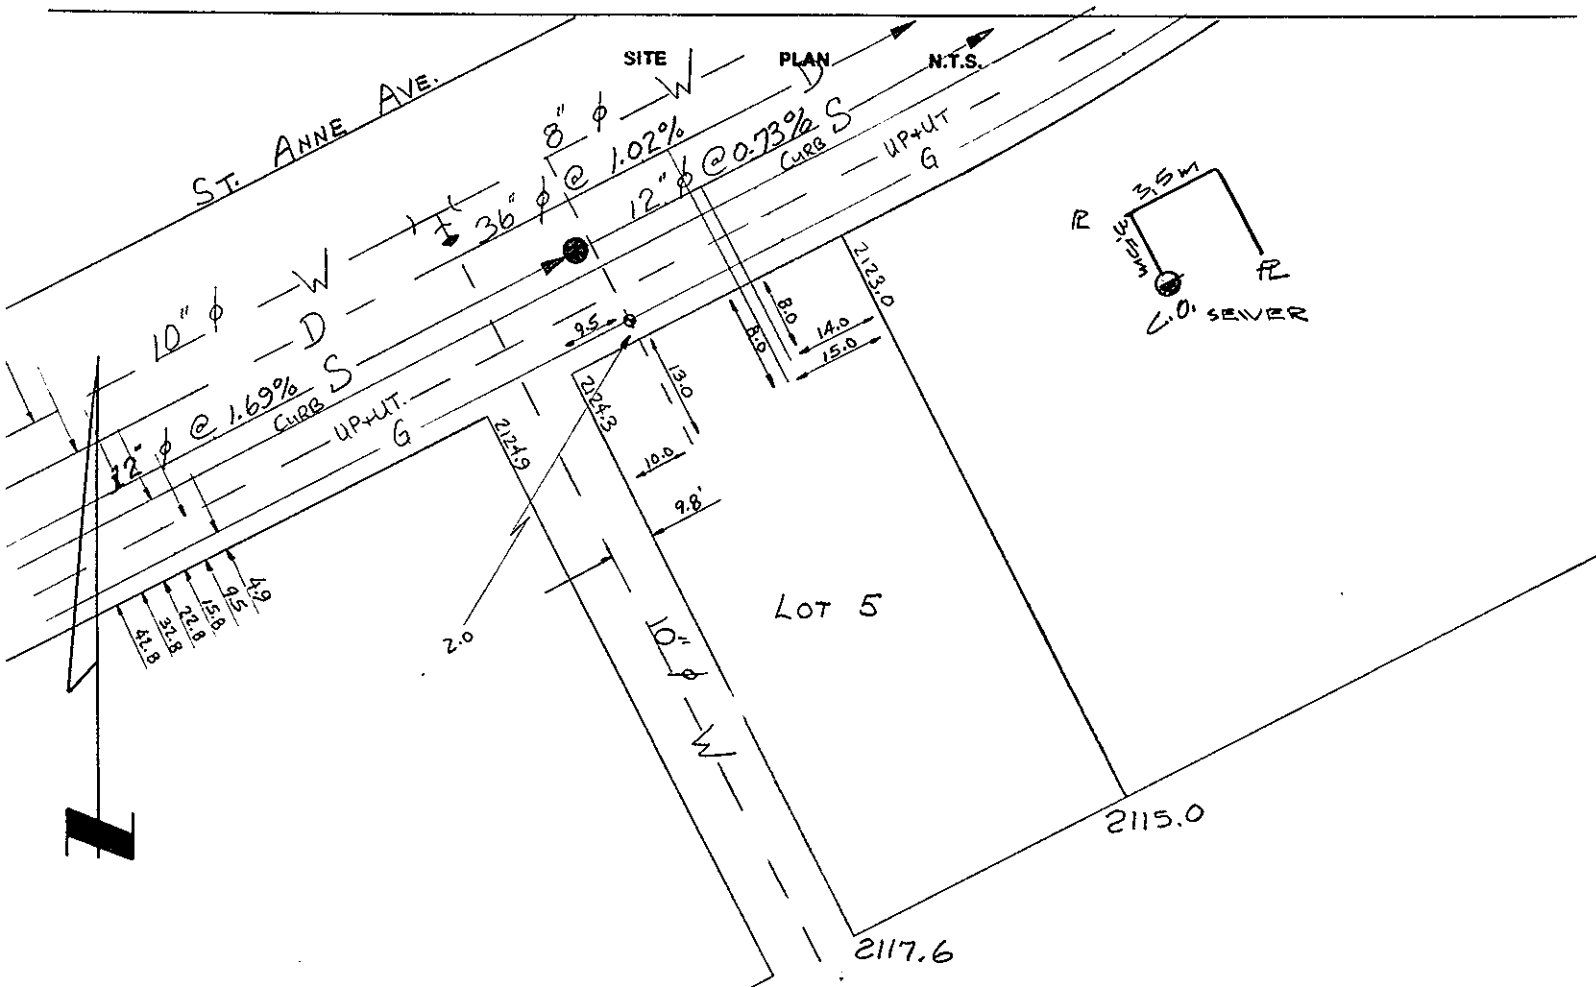 SITE PLAN N.T.S.
ST. ANNE AVE.
8" ϕ W
D
36" ϕ @ 1.02%
12" ϕ @ 0.73% S
CURB
UP+UT
G
10" ϕ W
D
12" ϕ @ 1.69% S
CURB
UP+UT.
G
3.5m
3.5m
PL
PL
C.O. SEWER
2123.0
8.0
8.0
14.0
15.0
9.5
13.0
2124.3
2124.9
10.0
9.8'
4.9
9.5
15.8
22.8
32.8
42.8
2.0
LOT 5
10" ϕ W
2115.0
2117.6